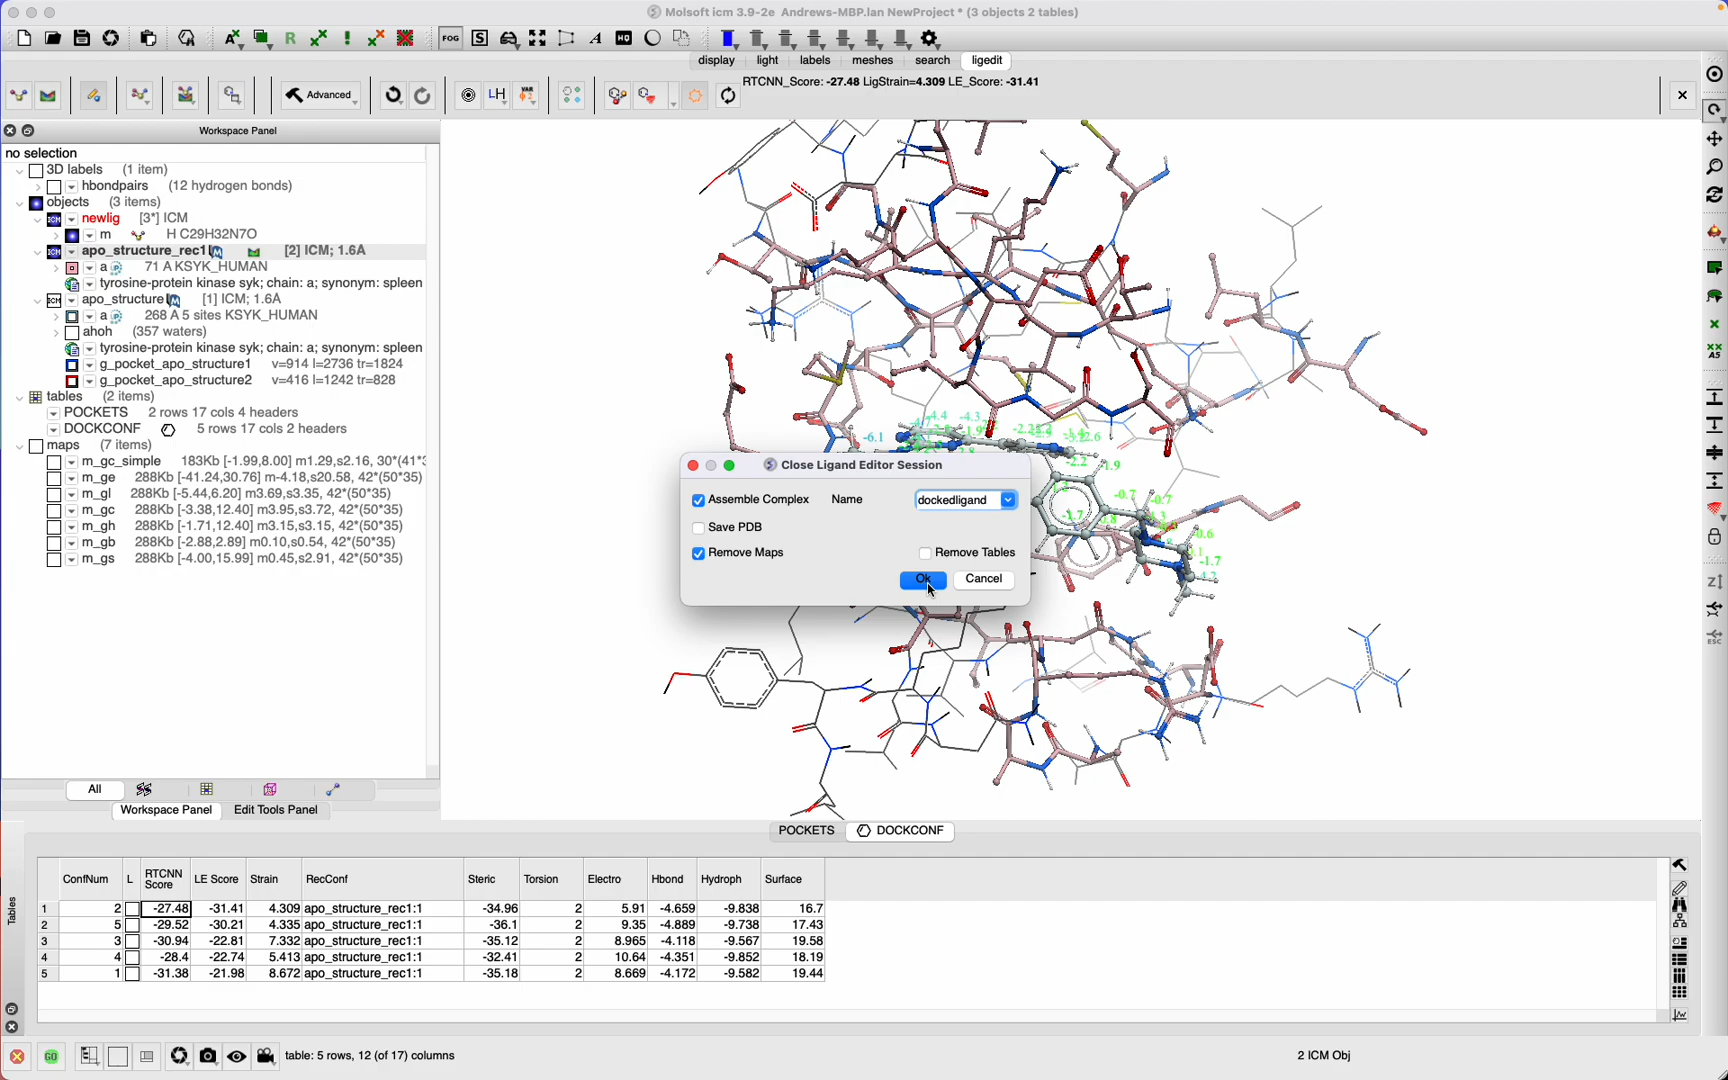 Molsoft icm 3.9-2e Andrews-MBP.lan NewProject * (3 objects 2 tables)
FOG
display light labels meshes search ligedit
Advanced
RTCNN_Score: -27.48 LigStrain=4.309 LE_Score: -31.41
Workspace Panel
no selection
3D labels (1 item)
hbondpairs (12 hydrogen bonds)
objects (3 items)
newlig [3*] ICM
m H C29H32N7O
apo_structure_rec1 [2] ICM; 1.6A
a 71 A KSYK_HUMAN
tyrosine-protein kinase syk; chain: a; synonym: spleen
apo_structure [1] ICM; 1.6A
a 268 A 5 sites KSYK_HUMAN
ahoh (357 waters)
tyrosine-protein kinase syk; chain: a; synonym: spleen
g_pocket_apo_structure1 v=914 l=2736 tr=1824
g_pocket_apo_structure2 v=416 l=1242 tr=828
tables (2 items)
POCKETS 2 rows 17 cols 4 headers
DOCKCONF 5 rows 17 cols 2 headers
maps (7 items)
m_gc_simple 183Kb [-1.99,8.00] m1.29,s2.16, 30*(41*
m_ge 288Kb [-41.24,30.76] m-4.18,s20.58, 42*(50*35)
m_gl 288Kb [-5.44,6.20] m3.69,s3.35, 42*(50*35)
m_gc 288Kb [-3.38,12.40] m3.95,s3.72, 42*(50*35)
m_gh 288Kb [-1.71,12.40] m3.15,s3.15, 42*(50*35)
m_gb 288Kb [-2.88,2.89] m0.10,s0.54, 42*(50*35)
m_gs 288Kb [-4.00,15.99] m0.45,s2.91, 42*(50*35)
All
Workspace Panel Edit Tools Panel
-6.1
Close Ligand Editor Session
Assemble Complex Name dockedligand
Save PDB
Remove Maps Remove Tables
Ok Cancel
POCKETS DOCKCONF
Tables
ConfNum L RTCNN Score LE Score Strain RecConf Steric Torsion Electro Hbond Hydroph Surface
1 2 -27.48 -31.41 4.309 apo_structure_rec1:1 -34.96 2 5.91 -4.659 -9.838 16.7
2 5 -29.52 -30.21 4.335 apo_structure_rec1:1 -36.1 2 9.35 -4.889 -9.738 17.43
3 3 -30.94 -22.81 7.332 apo_structure_rec1:1 -35.12 2 8.965 -4.118 -9.567 19.58
4 4 -28.4 -22.74 5.413 apo_structure_rec1:1 -32.41 2 10.64 -4.351 -9.852 18.19
5 1 -31.38 -21.98 8.672 apo_structure_rec1:1 -35.18 2 8.669 -4.172 -9.582 19.44
GO
table: 5 rows, 12 (of 17) columns
2 ICM Obj